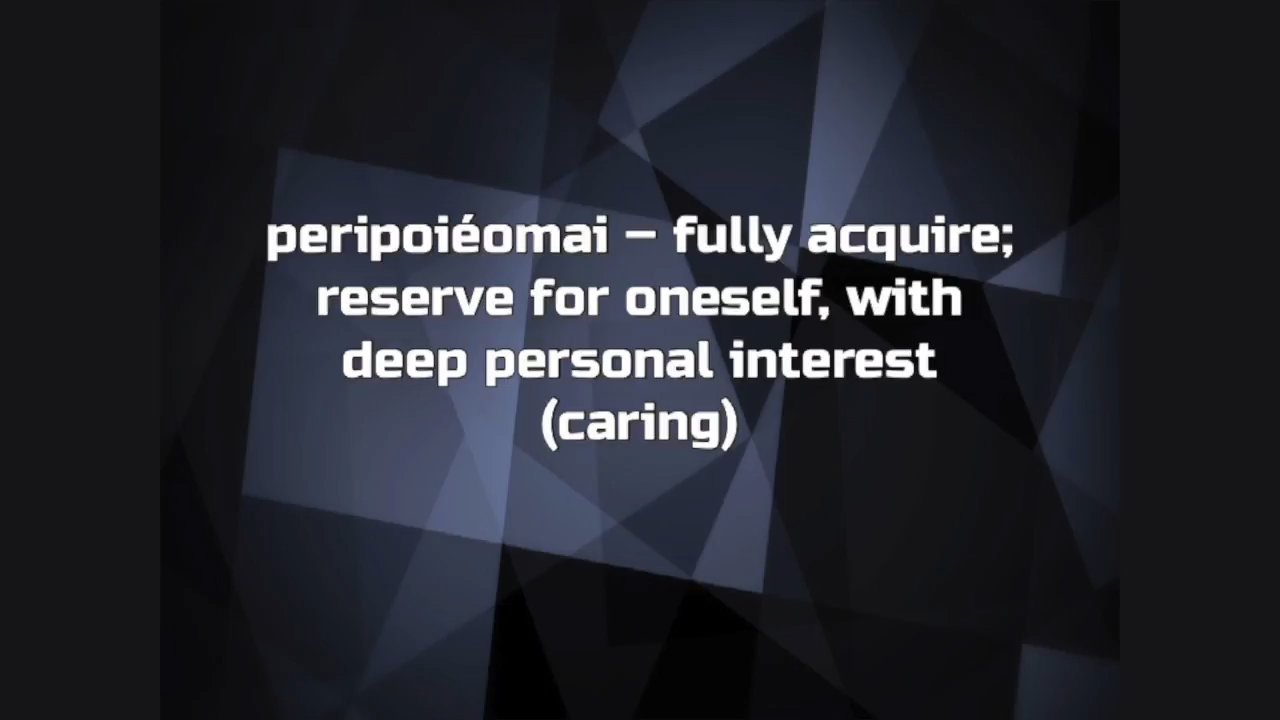 peripoiéomai – fully acquire;
reserve for oneself, with
deep personal interest
(caring)